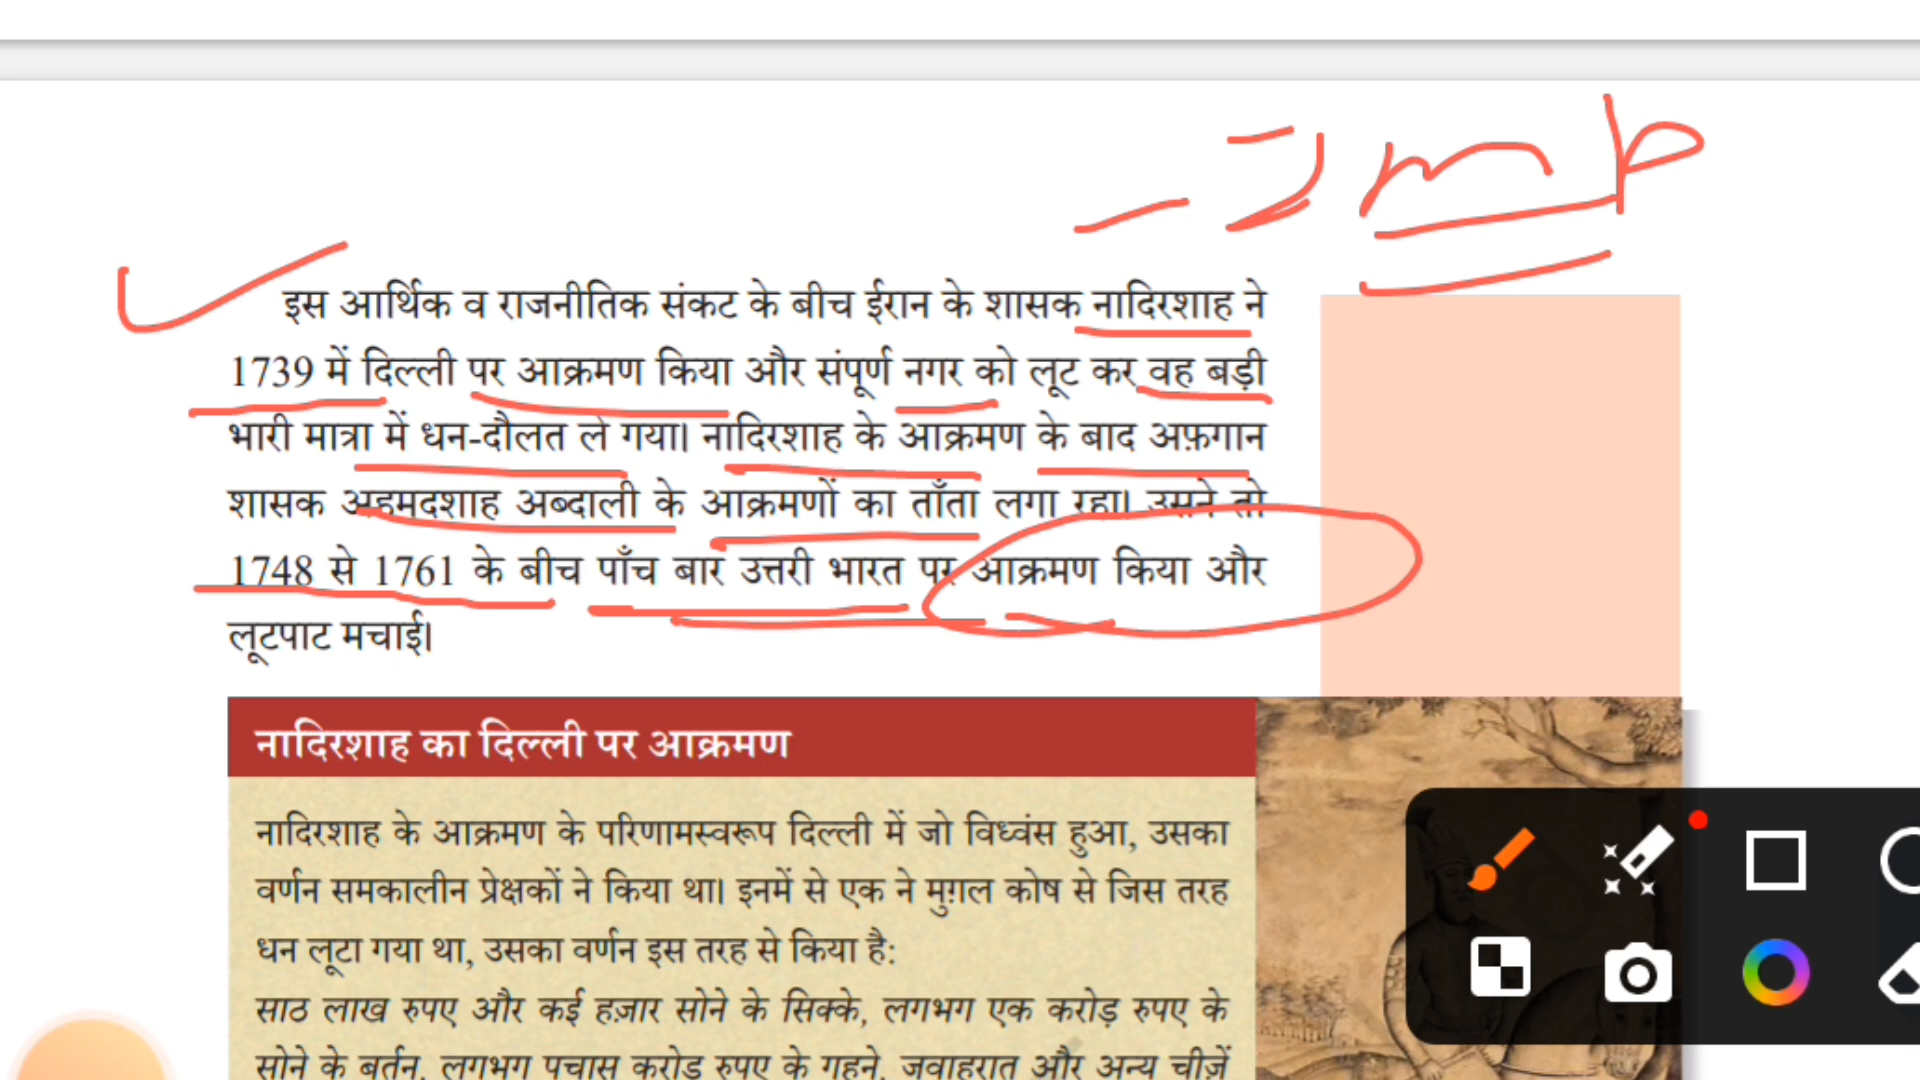 Imp
इस आर्थिक व राजनीतिक संकट के बीच ईरान के शासक नादिरशाह ने
1739 में दिल्ली पर आक्रमण किया और संपूर्ण नगर को लूट कर वह बड़ी
भारी मात्रा में धन-दौलत ले गया। नादिरशाह के आक्रमण के बाद अफ़गान
शासक अहमदशाह अब्दाली के आक्रमणों का ताँता लगा रहा। उसने तो
1748 से 1761 के बीच पाँच बार उत्तरी भारत पर आक्रमण किया और
लूटपाट मचाई।
नादिरशाह का दिल्ली पर आक्रमण
नादिरशाह के आक्रमण के परिणामस्वरूप दिल्ली में जो विध्वंस हुआ, उसका
वर्णन समकालीन प्रेक्षकों ने किया था। इनमें से एक ने मुग़ल कोष से जिस तरह
धन लूटा गया था, उसका वर्णन इस तरह से किया है:
साठ लाख रुपए और कई हज़ार सोने के सिक्के, लगभग एक करोड़ रुपए के
सोने के बर्तन, लगभग पचास करोड़ रुपए के गहने, जवाहरात और अन्य चीज़ें